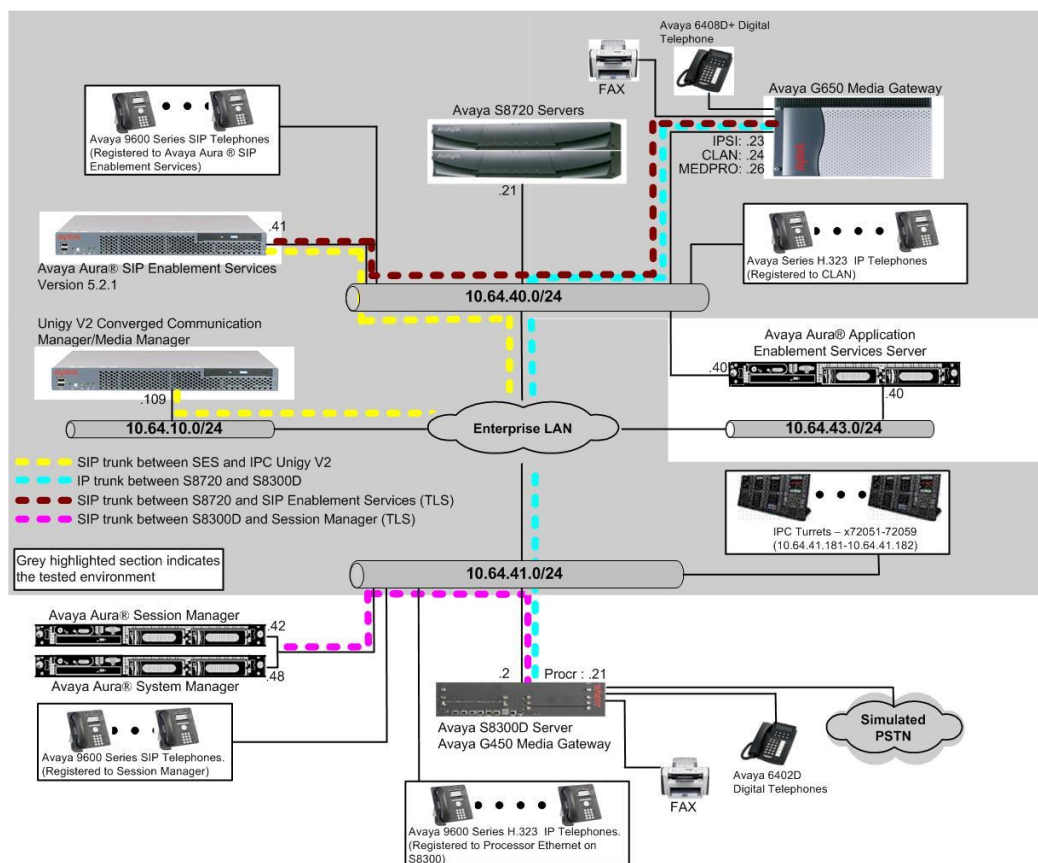 Avaya 6408D+ Digital
Telephone
FAX
Avaya G650 Media Gateway
Avaya S8720 Servers
Avaya 9600 Series SIP Telephones
(Registered to Avaya Aura ® SIP
Enablement Services)
IPSI: .23
CLAN: .24
MEDPRO: .26
.21
.41
Avaya Aura® SIP Enablement Services
Version 5.2.1
Avaya Series H.323 IP Telephones
(Registered to CLAN)
10.64.40.0/24
Unigy V2 Converged Communication
Manager/Media Manager
Avaya Aura® Application
Enablement Services Server
.40
.40
.109
10.64.10.0/24
Enterprise LAN
10.64.43.0/24
SIP trunk between SES and IPC Unigy V2
IP trunk between S8720 and S8300D
SIP trunk between S8720 and SIP Enablement Services (TLS)
SIP trunk between S8300D and Session Manager (TLS)
IPC Turrets – x72051-72059
(10.64.41.181-10.64.41.182)
Grey highlighted section indicates
the tested environment
10.64.41.0/24
Avaya Aura® Session Manager
.42
.48
Avaya Aura® System Manager
.2
Procr : .21
Avaya S8300D Server
Avaya G450 Media Gateway
Simulated
PSTN
Avaya 9600 Series SIP Telephones.
(Registered to Session Manager)
Avaya 6402D
Digital Telephones
FAX
Avaya 9600 Series H.323 IP Telephones.
(Registered to Processor Ethernet on
S8300)